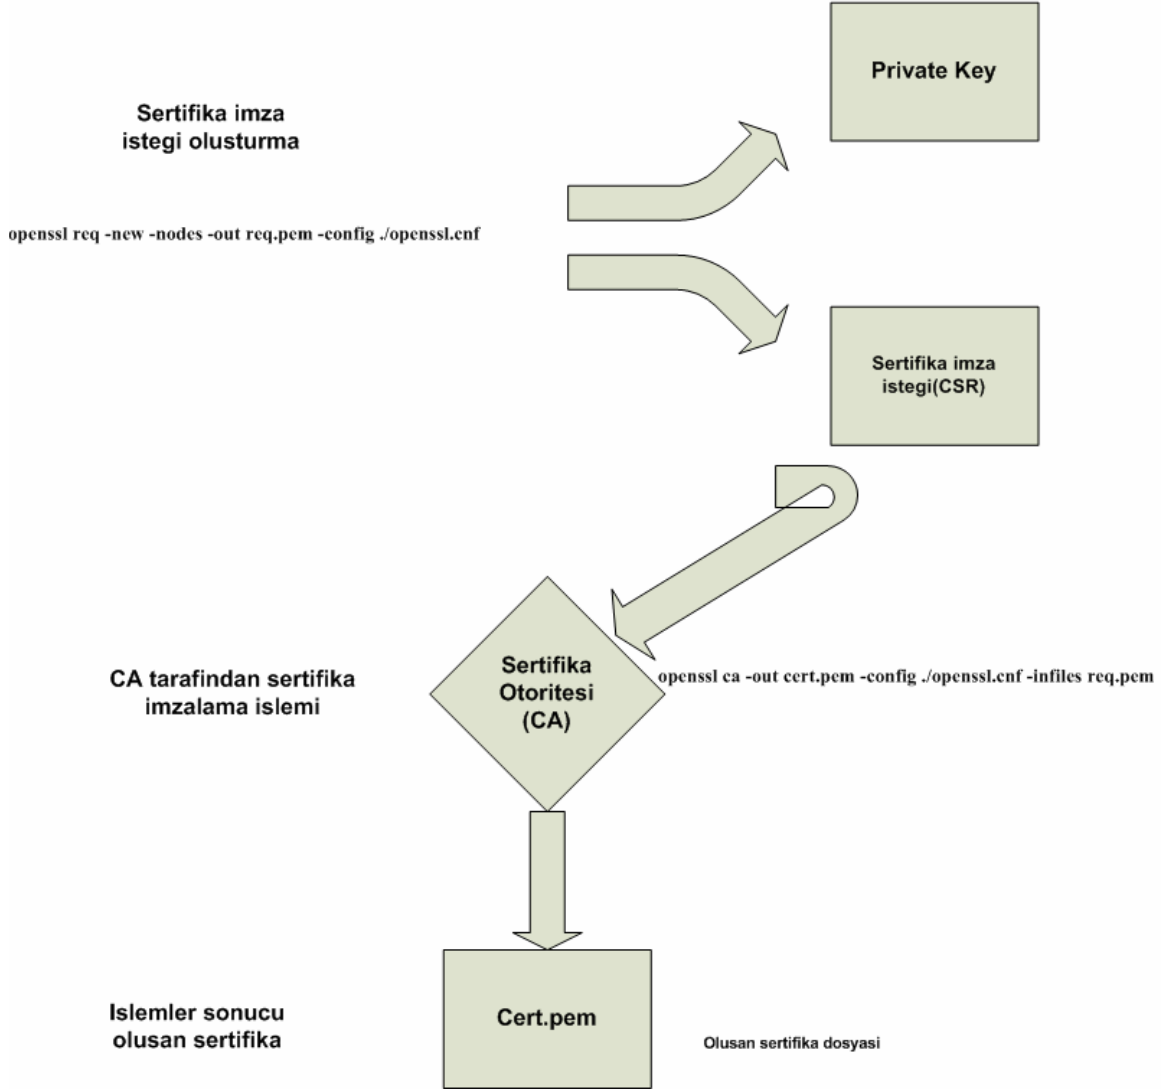 Private Key
Sertifika imza
istegi olusturma
openssl req -new -nodes -out req.pem -config ./openssl.cnf
Sertifika imza
istegi(CSR)
Sertifika
Otoritesi
(CA)
openssl ca -out cert.pem -config ./openssl.cnf -infiles req.pem
CA tarafindan sertifika
imzalama islemi
Islemler sonucu
olusan sertifika
Cert.pem
Olusan sertifika dosyasi